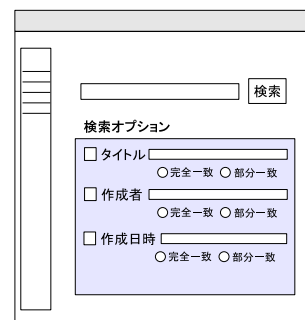 検索
検索オプション
タイトル
完全一致 部分一致
作成者
完全一致 部分一致
作成日時
完全一致 部分一致